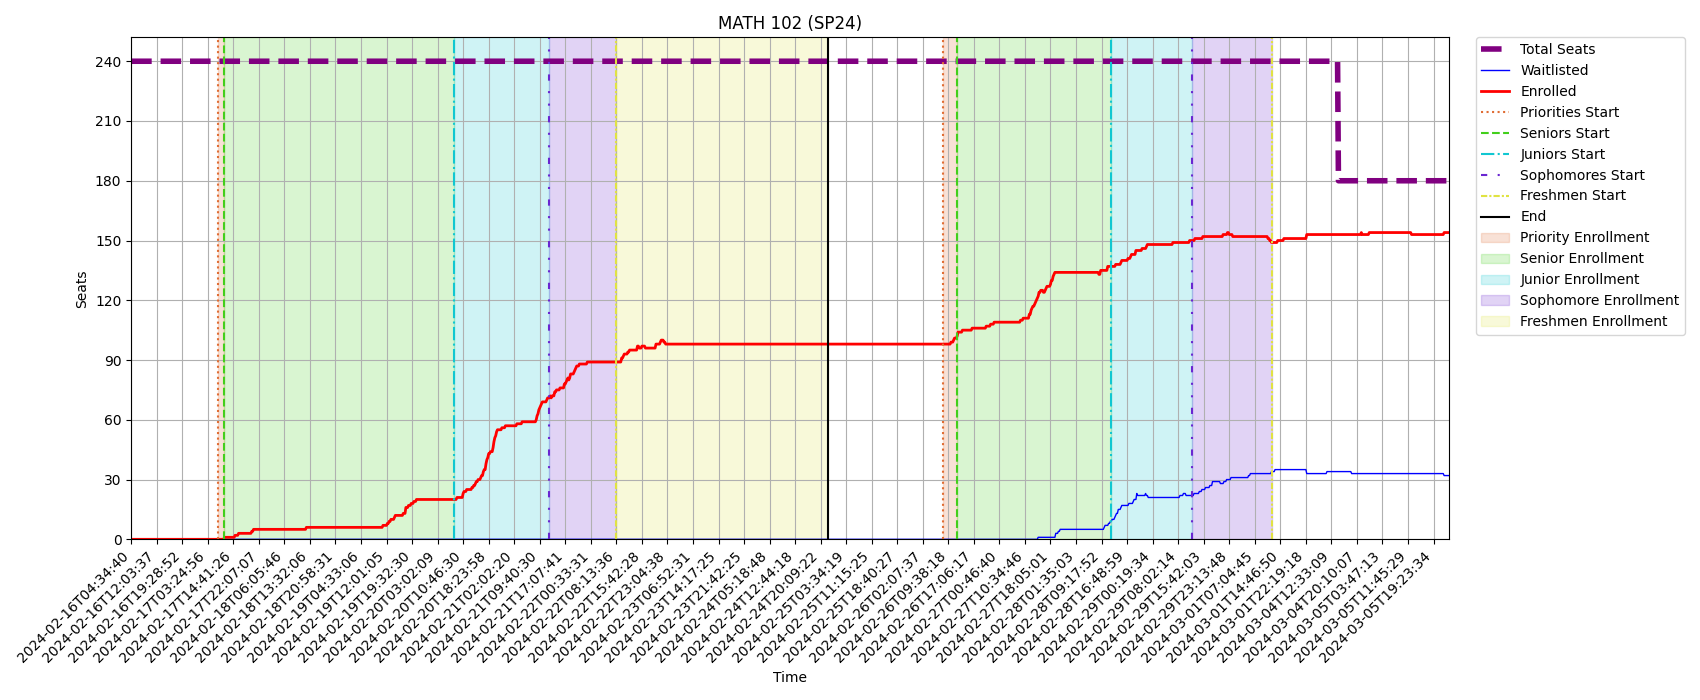 MATH 102 (SP24)
240
210
180
150
120
90
60
30
0
Seats
2024-02-16T04:34:40
2024-02-16T12:03:37
2024-02-16T19:28:52
2024-02-17T03:24:56
2024-02-17T14:41:26
2024-02-17T22:07:07
2024-02-18T06:05:46
2024-02-18T13:32:06
2024-02-18T20:58:31
2024-02-19T04:33:06
2024-02-19T12:01:05
2024-02-19T19:32:30
2024-02-20T03:02:09
2024-02-20T10:46:30
2024-02-20T18:23:58
2024-02-21T02:02:20
2024-02-21T09:40:30
2024-02-21T17:07:41
2024-02-22T00:33:31
2024-02-22T08:13:36
2024-02-22T15:42:28
2024-02-22T23:04:38
2024-02-23T06:52:31
2024-02-23T14:17:25
2024-02-23T21:42:25
2024-02-24T05:18:48
2024-02-24T12:44:18
2024-02-24T20:09:22
2024-02-25T03:34:19
2024-02-25T11:15:25
2024-02-25T18:40:27
2024-02-26T02:07:37
2024-02-26T09:38:18
2024-02-26T17:06:17
2024-02-27T00:46:40
2024-02-27T10:34:46
2024-02-27T18:05:01
2024-02-28T01:35:03
2024-02-28T09:17:52
2024-02-28T16:48:59
2024-02-29T00:19:34
2024-02-29T08:02:14
2024-02-29T15:42:03
2024-02-29T23:13:48
2024-03-01T07:04:45
2024-03-01T14:46:50
2024-03-01T22:19:18
2024-03-04T12:33:09
2024-03-04T20:10:07
2024-03-05T03:47:13
2024-03-05T11:45:29
2024-03-05T19:23:34
Time
Total Seats
Waitlisted
Enrolled
Priorities Start
Seniors Start
Juniors Start
Sophomores Start
Freshmen Start
End
Priority Enrollment
Senior Enrollment
Junior Enrollment
Sophomore Enrollment
Freshmen Enrollment